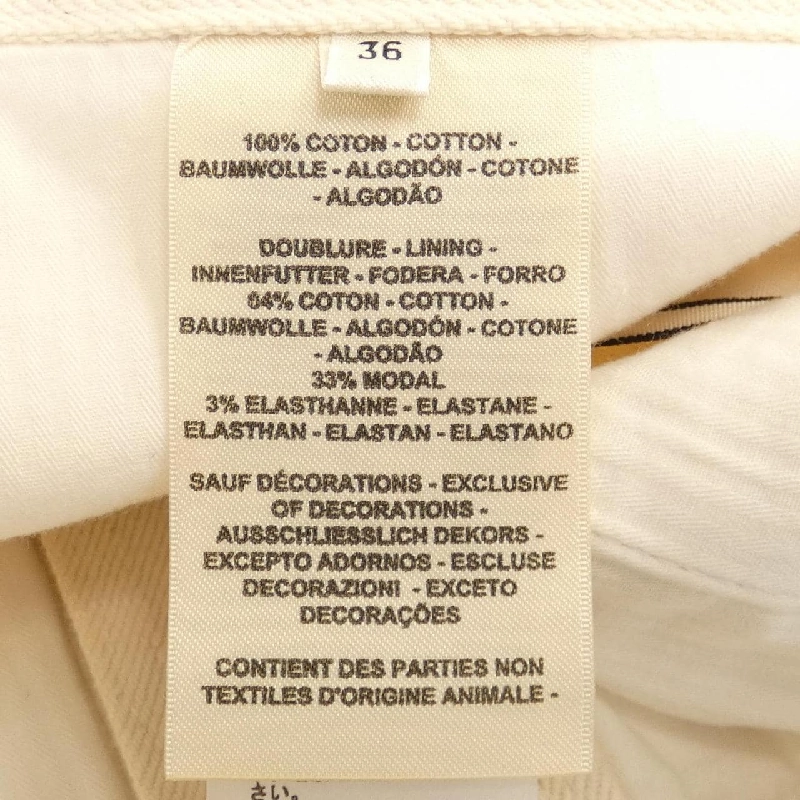 36
100% COTON - COTTON -
BAUMWOLLE - ALGODÓN - COTONE
- ALGODÃO
DOUBLURE - LINING -
INNENFUTTER - FODERA - FORRO
64% COTON - COTTON -
BAUMWOLLE - ALGODÓN - COTONE
- ALGODÃO
33% MODAL
3% ELASTHANNE - ELASTANE -
ELASTHAN - ELASTAN - ELASTANO
SAUF DÉCORATIONS - EXCLUSIVE
OF DECORATIONS -
AUSSCHLIESSLICH DEKORS -
EXCEPTO ADORNOS - ESCLUSE
DECORAZIONI - EXCETO
DECORAÇÕES
CONTIENT DES PARTIES NON
TEXTILES D'ORIGINE ANIMALE -
さい。